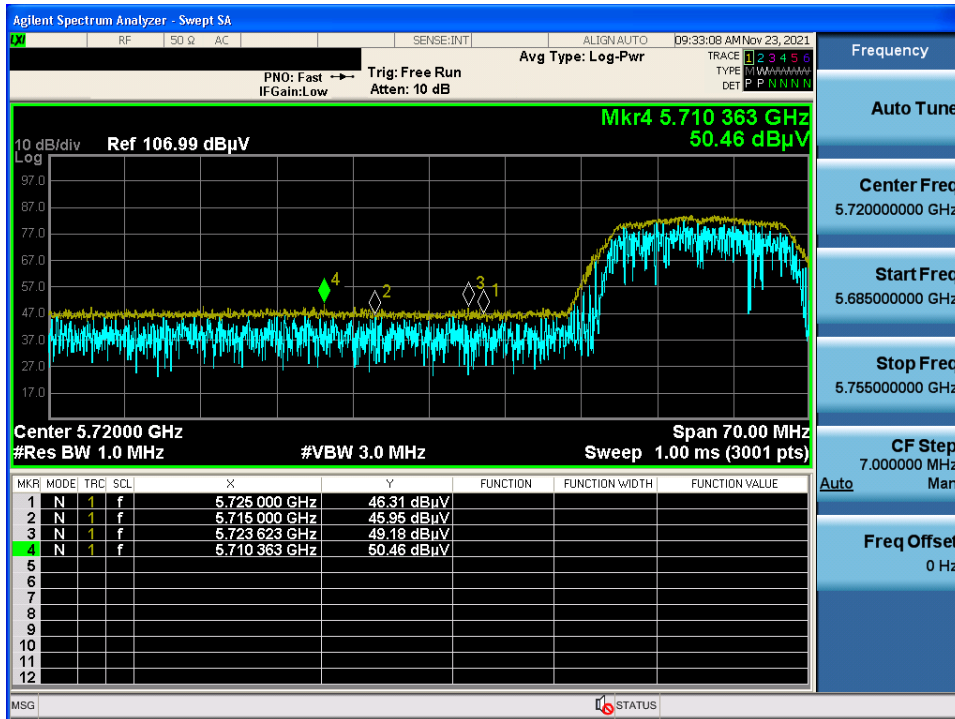 Agilent Spectrum Analyzer - Swept SA
LXI RF 50 Ω AC SENSE:INT ALIGN AUTO 09:33:08 AM Nov 23, 2021
Frequency
Avg Type: Log-Pwr
TRACE 1 2 3 4 5 6
PNO: Fast Trig: Free Run
TYPE M W W W W W
IFGain:Low Atten: 10 dB
DET P P N N N N
Auto Tune
Mkr4 5.710 363 GHz
50.46 dBµV
10 dB/div Ref 106.99 dBµV
Log
97.0
87.0
77.0
67.0
57.0
47.0
37.0
27.0
17.0
4
2
3
1
Center Freq
5.720000000 GHz
Start Freq
5.685000000 GHz
Stop Freq
5.755000000 GHz
Center 5.72000 GHz Span 70.00 MHz
#Res BW 1.0 MHz #VBW 3.0 MHz Sweep 1.00 ms (3001 pts)
CF Step
7.000000 MHz
Auto Man
MKR MODE TRC SCL X Y FUNCTION FUNCTION WIDTH FUNCTION VALUE
1 N 1 f 5.725 000 GHz 46.31 dBµV
2 N 1 f 5.715 000 GHz 45.95 dBµV
3 N 1 f 5.723 623 GHz 49.18 dBµV
4 N 1 f 5.710 363 GHz 50.46 dBµV
5
6
7
8
9
10
11
12
Freq Offset
0 Hz
MSG STATUS